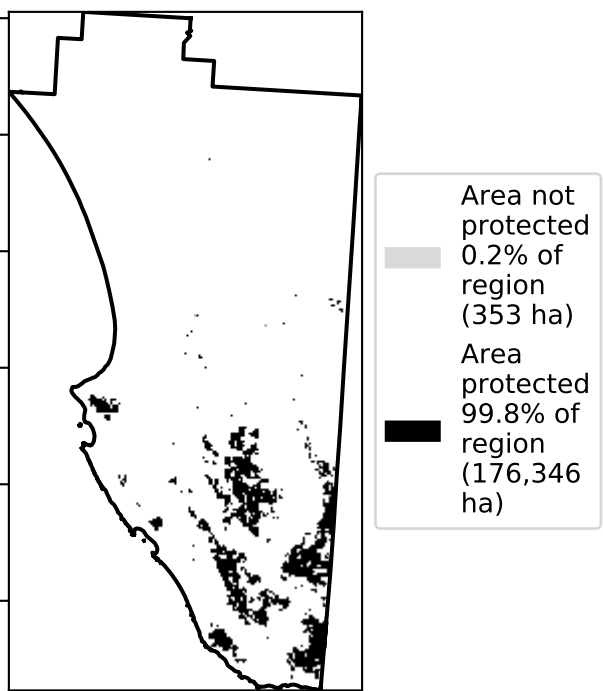 Area not
protected
0.2% of
region
(353 ha)
Area
protected
99.8% of
region
(176,346
ha)